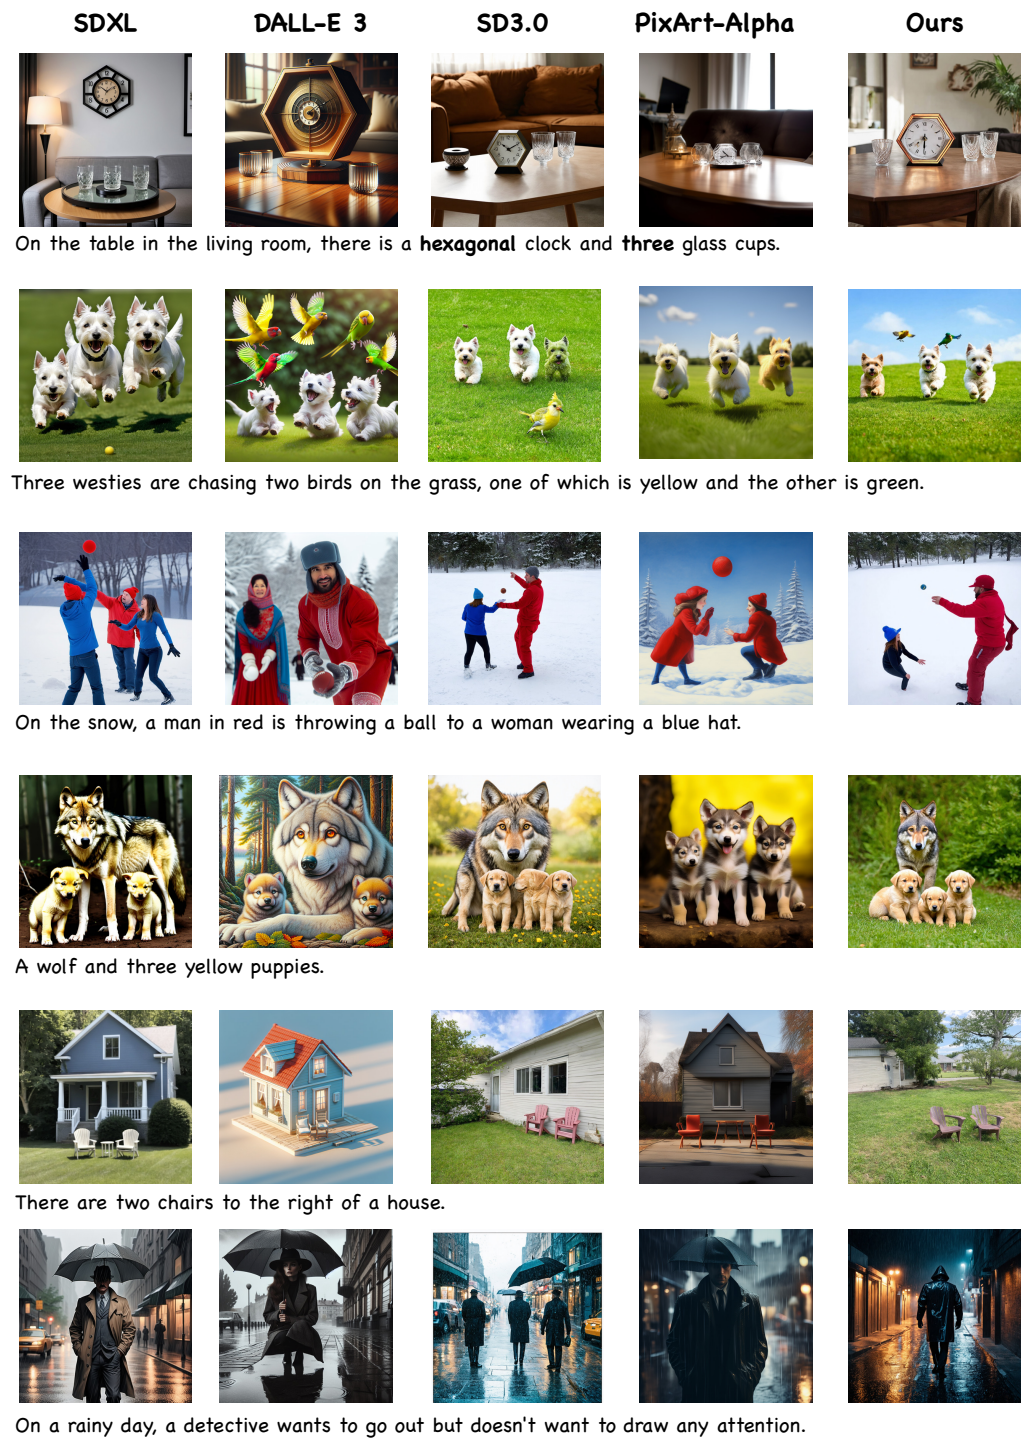 SDXL DALL-E 3 SD3.0 PixArt-Alpha Ours
On the table in the living room, there is a hexagonal clock and three glass cups.
Three westies are chasing two birds on the grass, one of which is yellow and the other is green.
On the snow, a man in red is throwing a ball to a woman wearing a blue hat.
A wolf and three yellow puppies.
There are two chairs to the right of a house.
On a rainy day, a detective wants to go out but doesn't want to draw any attention.